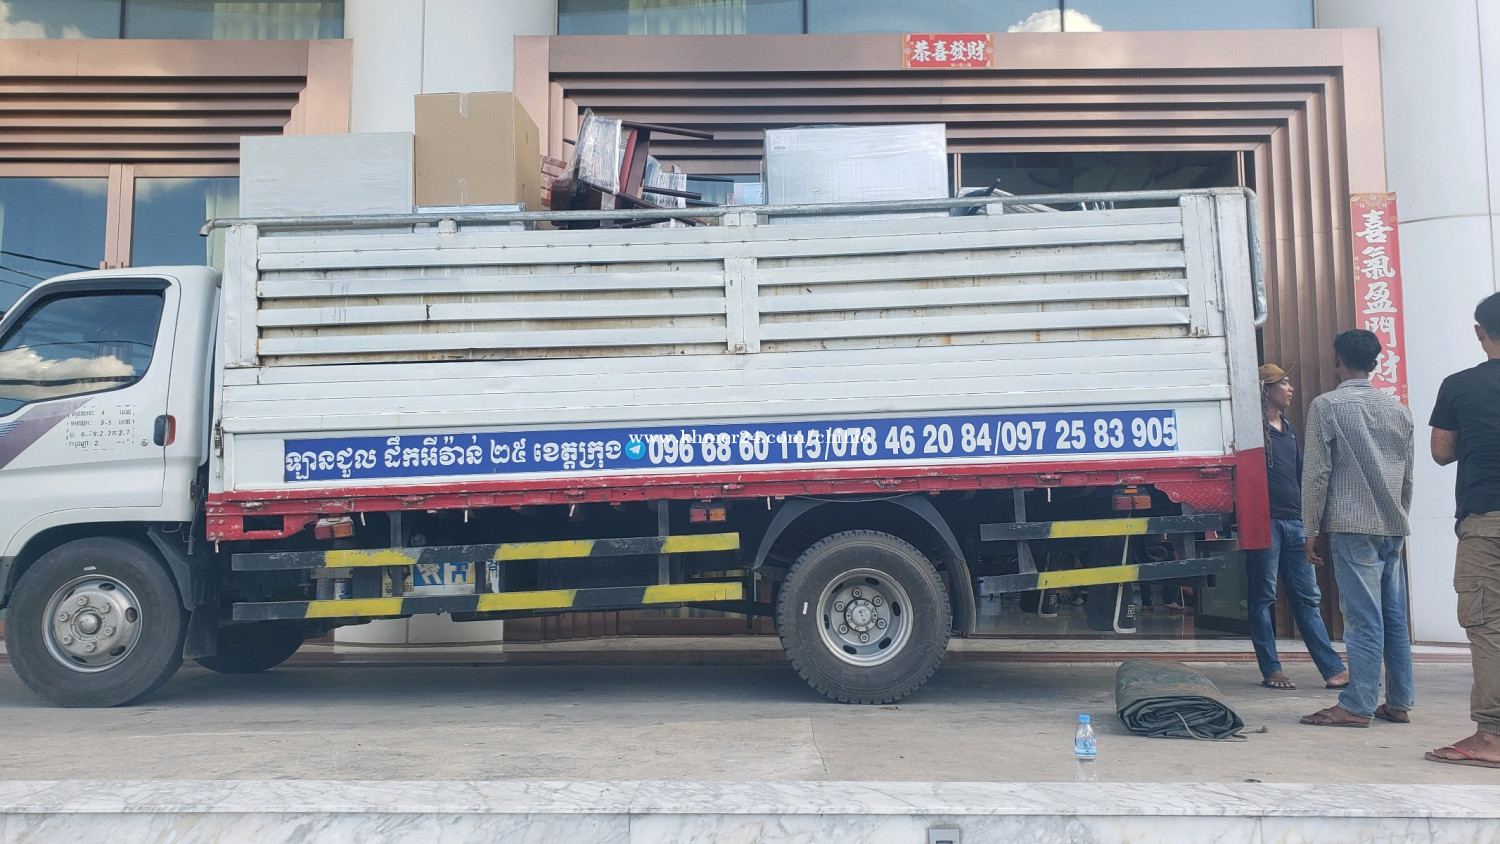 恭喜發財
喜氣盈門財
ឡានជួល ដឹកអីវ៉ាន់ ២៥ ខេត្តក្រុង 096 68 60 115/078 46 20 84/097 25 83 905
www.khmer24.com